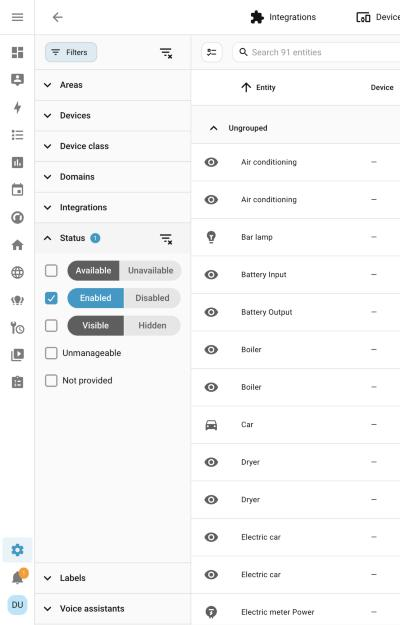 Integrations
Device
Filters
Search 91 entities
Entity
Device
Areas
Devices
Device class
Domains
Integrations
Status 1
Available Unavailable
Enabled Disabled
Visible Hidden
Unmanageable
Not provided
Labels
Voice assistants
DU
Ungrouped
Air conditioning –
Air conditioning –
Bar lamp –
Battery Input –
Battery Output –
Boiler –
Boiler –
Car –
Dryer –
Dryer –
Electric car –
Electric car –
Electric meter Power –